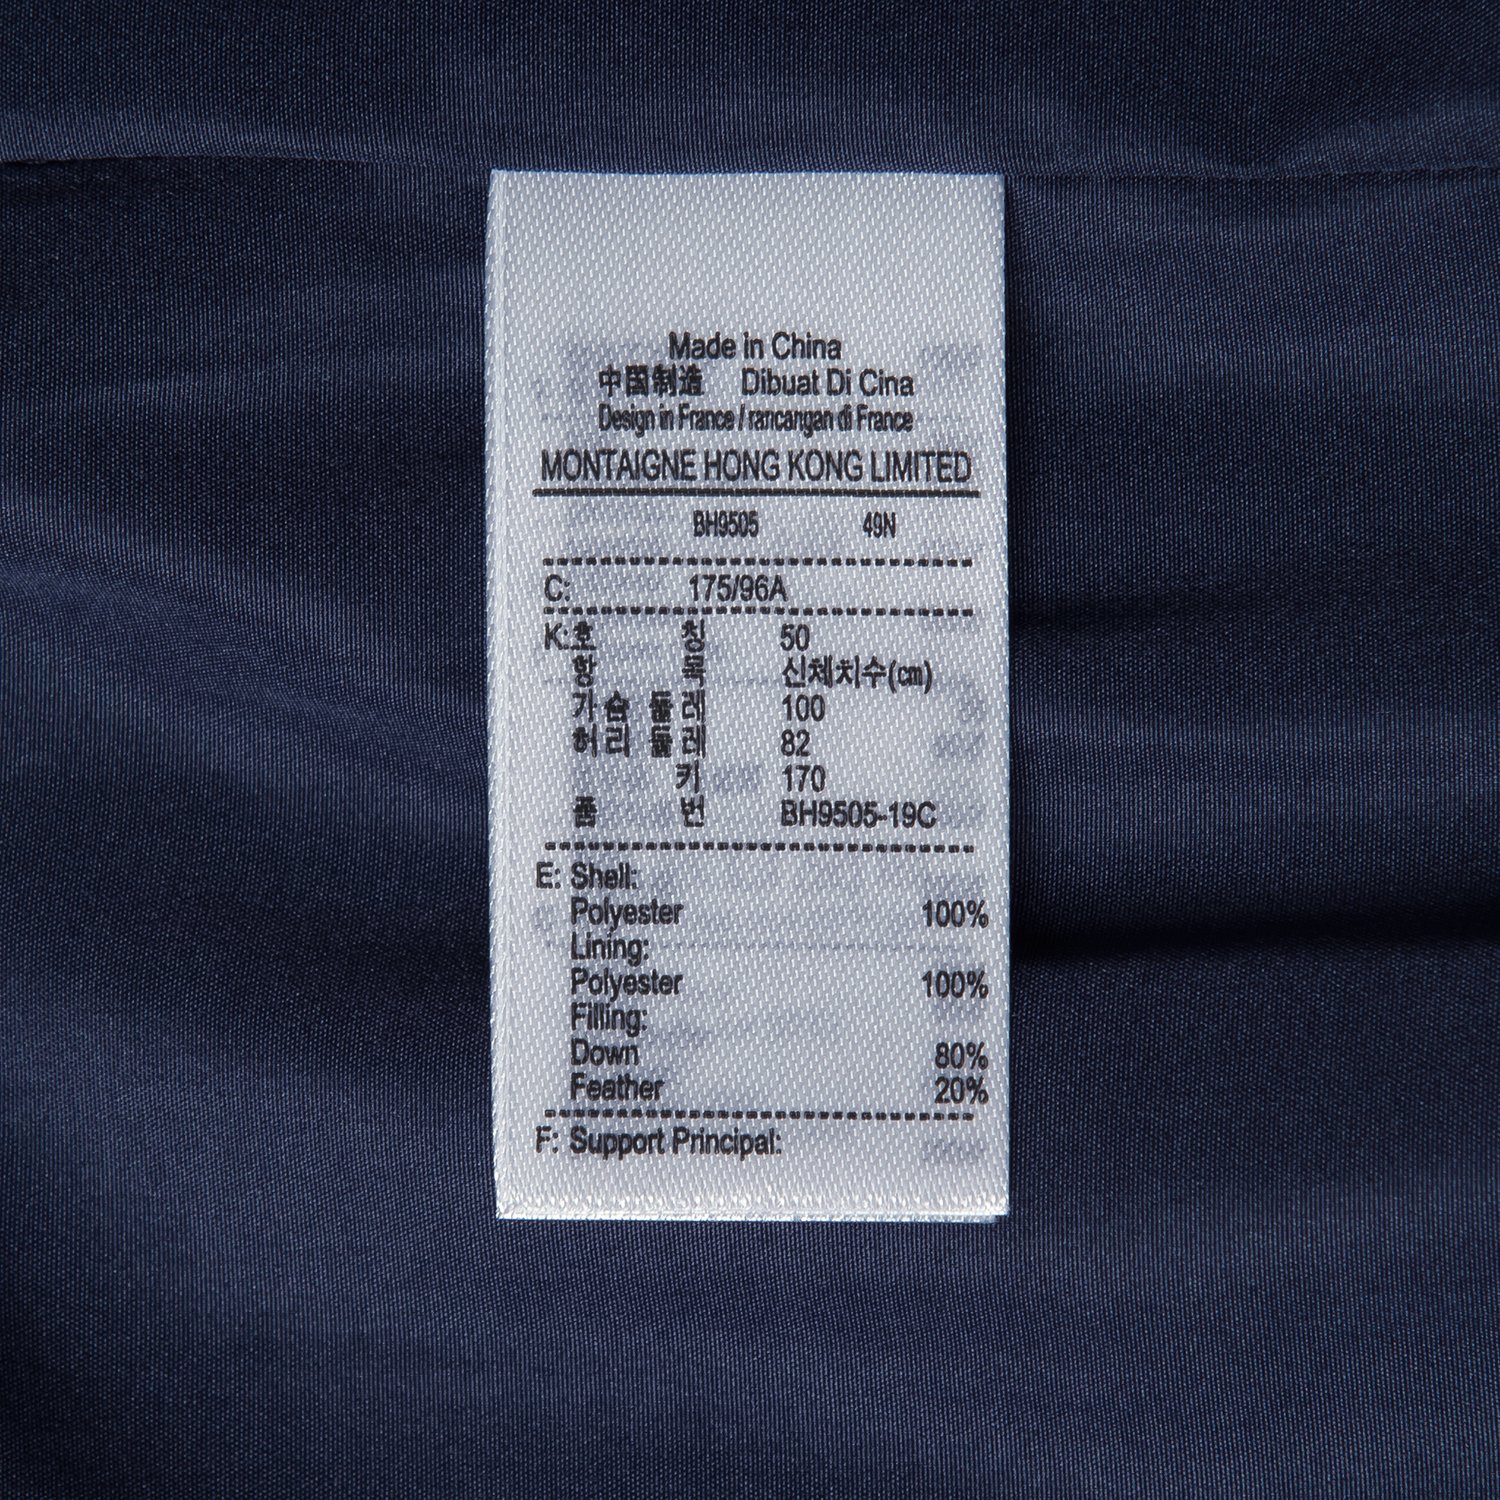 Made in China
中国制造 Dibuat Di Cina
Design in France / rancangan di France
MONTAIGNE HONG KONG LIMITED
BH9505 49N
C: 175/96A
K: 호 칭 50
항 목 신체치수(cm)
가 슴 둘 레 100
허 리 둘 레 82
키 170
품 번 BH9505-19C
E: Shell:
Polyester 100%
Lining:
Polyester 100%
Filling:
Down 80%
Feather 20%
F: Support Principal: